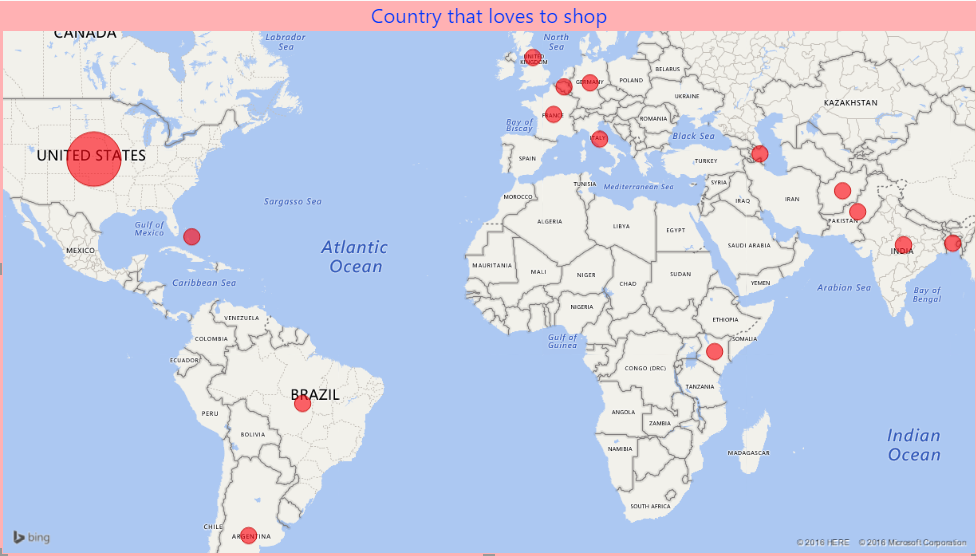 Country that loves to shop
CANADA
Labrador
Sea
North
Sea
UNITED
KINGDOM
BELARUS
GERMANY
POLAND
UKRAINE
KAZAKHSTAN
FRANCE
ROMANIA
Bay of
Biscay
Black Sea
ITALY
UNITED STATES
SPAIN
TURKEY
TUNISIA
Mediterranean Sea
SYRIA
MOROCCO
IRAQ
IRAN
Sargasso Sea
ALGERIA
LIBYA
EGYPT
PAKISTAN
Gulf of
Mexico
MEXICO
Atlantic
Ocean
SAUDI ARABIA
INDIA
MAURITANIA
MALI
NIGER
CHAD
SUDAN
YEMEN
Caribbean Sea
Arabian Sea
Bay of
Bengal
NIGERIA
VENEZUELA
ETHIOPIA
COLOMBIA
Gulf of
Guinea
SOMALIA
ECUADOR
CONGO (DRC)
TANZANIA
BRAZIL
PERU
ANGOLA
ZAMBIA
BOLIVIA
Indian
Ocean
NAMIBIA
MADAGASCAR
SOUTH AFRICA
CHILE
ARGENTINA
bing
© 2016 HERE © 2016 Microsoft Corporation